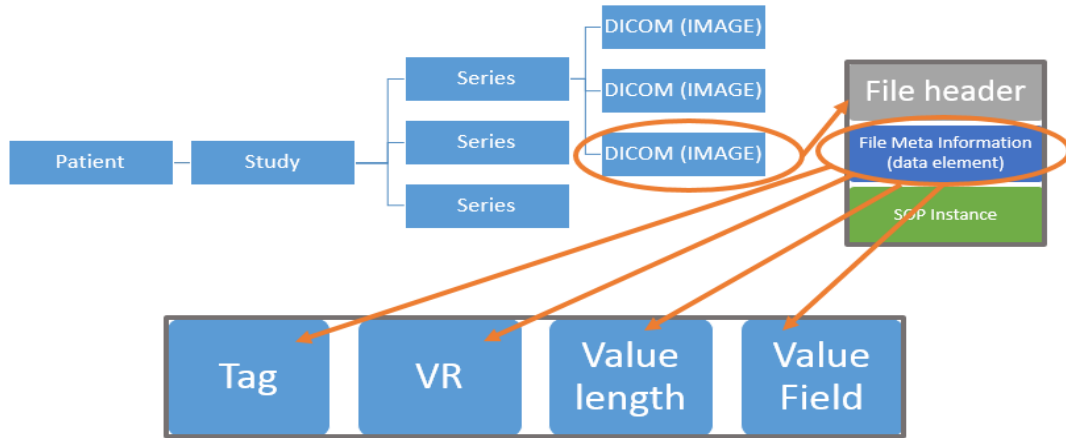 DICOM (IMAGE)
Series
DICOM (IMAGE)
File header
Patient
Study
Series
DICOM (IMAGE)
File Meta Information
(data element)
Series
SOP Instance
Tag
VR
Value
length
Value
Field